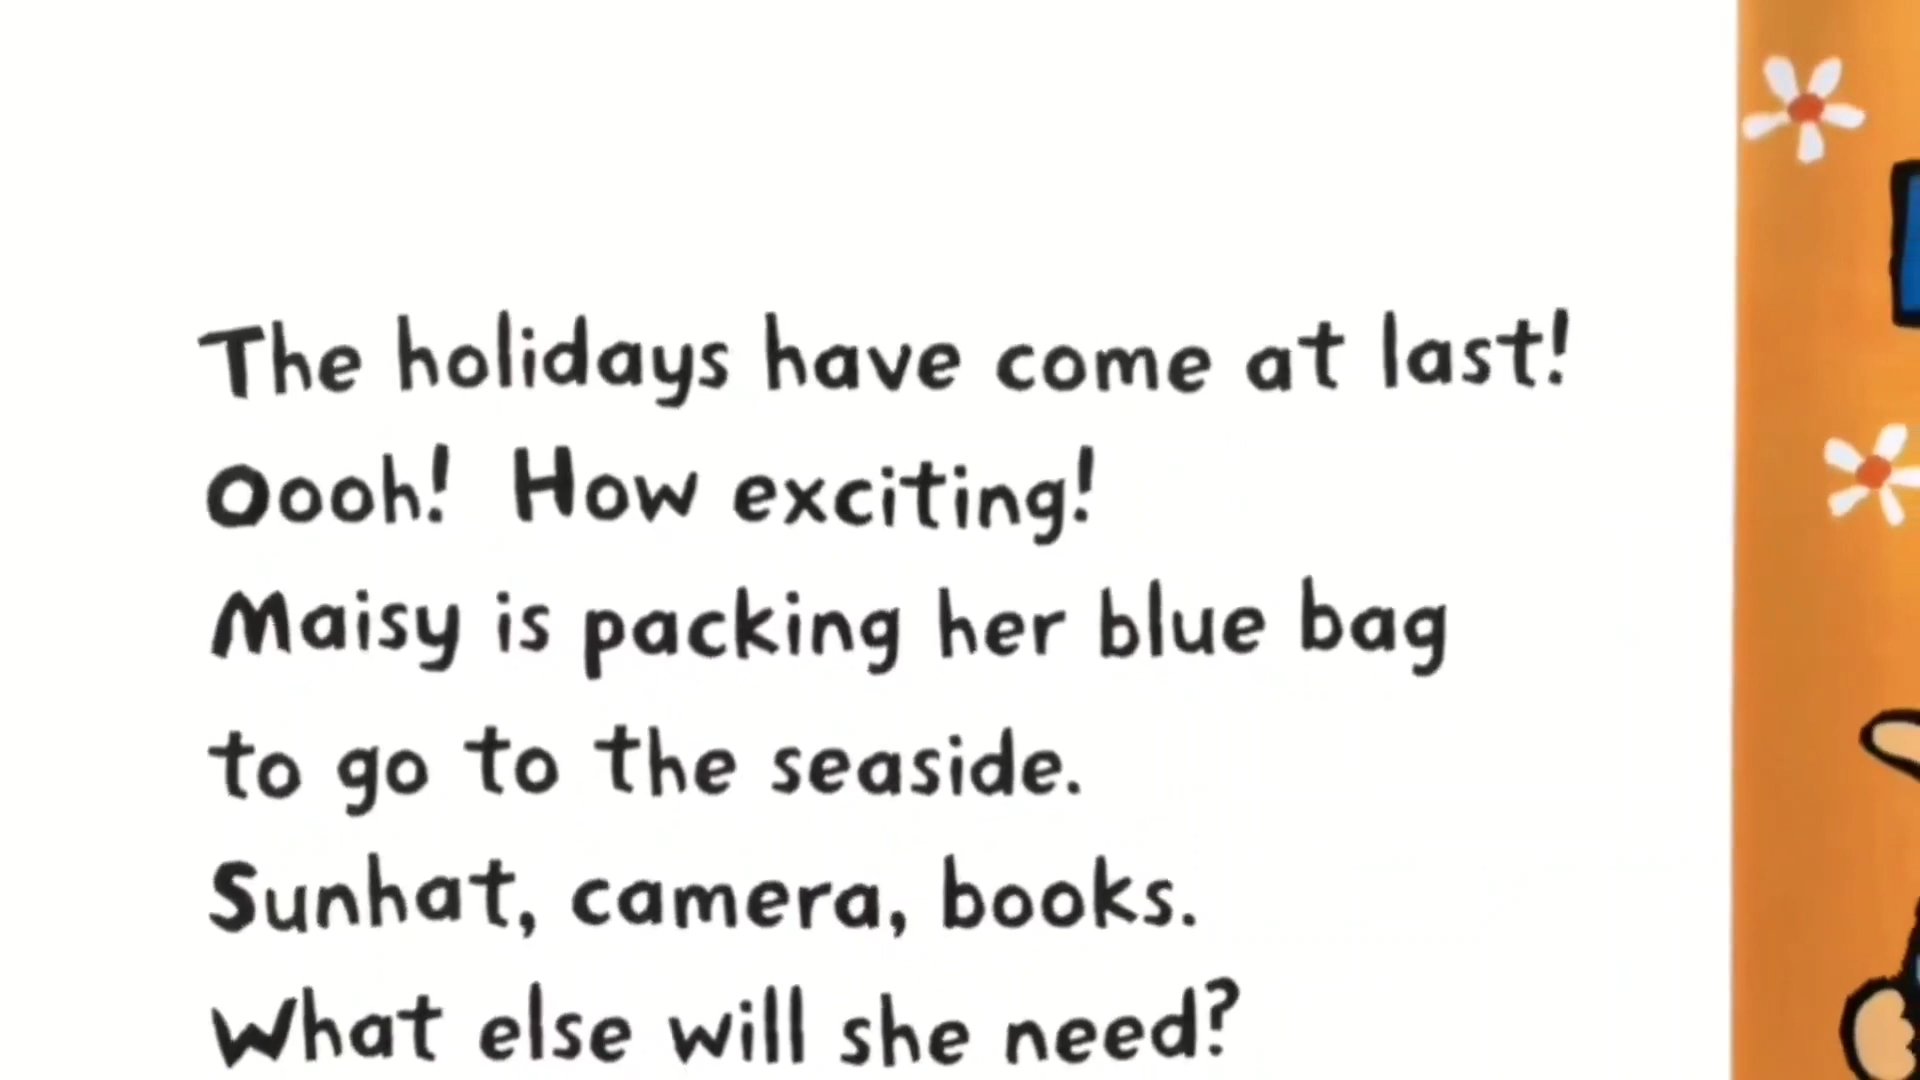 The holidays have come at last!
Oooh! How exciting!
Maisy is packing her blue bag
to go to the seaside.
Sunhat, camera, books.
What else will she need?